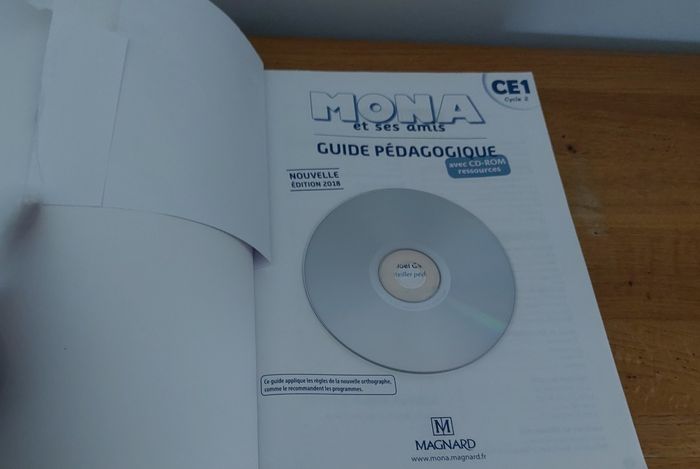 CE1
Cycle 2
MONA
et ses amis
GUIDE PÉDAGOGIQUE
avec CD-ROM
ressources
NOUVELLE
ÉDITION 2018
Ce guide applique les règles de la nouvelle orthographe,
comme le recommandent les programmes.
M
MAGNARD
www.mona.magnard.fr